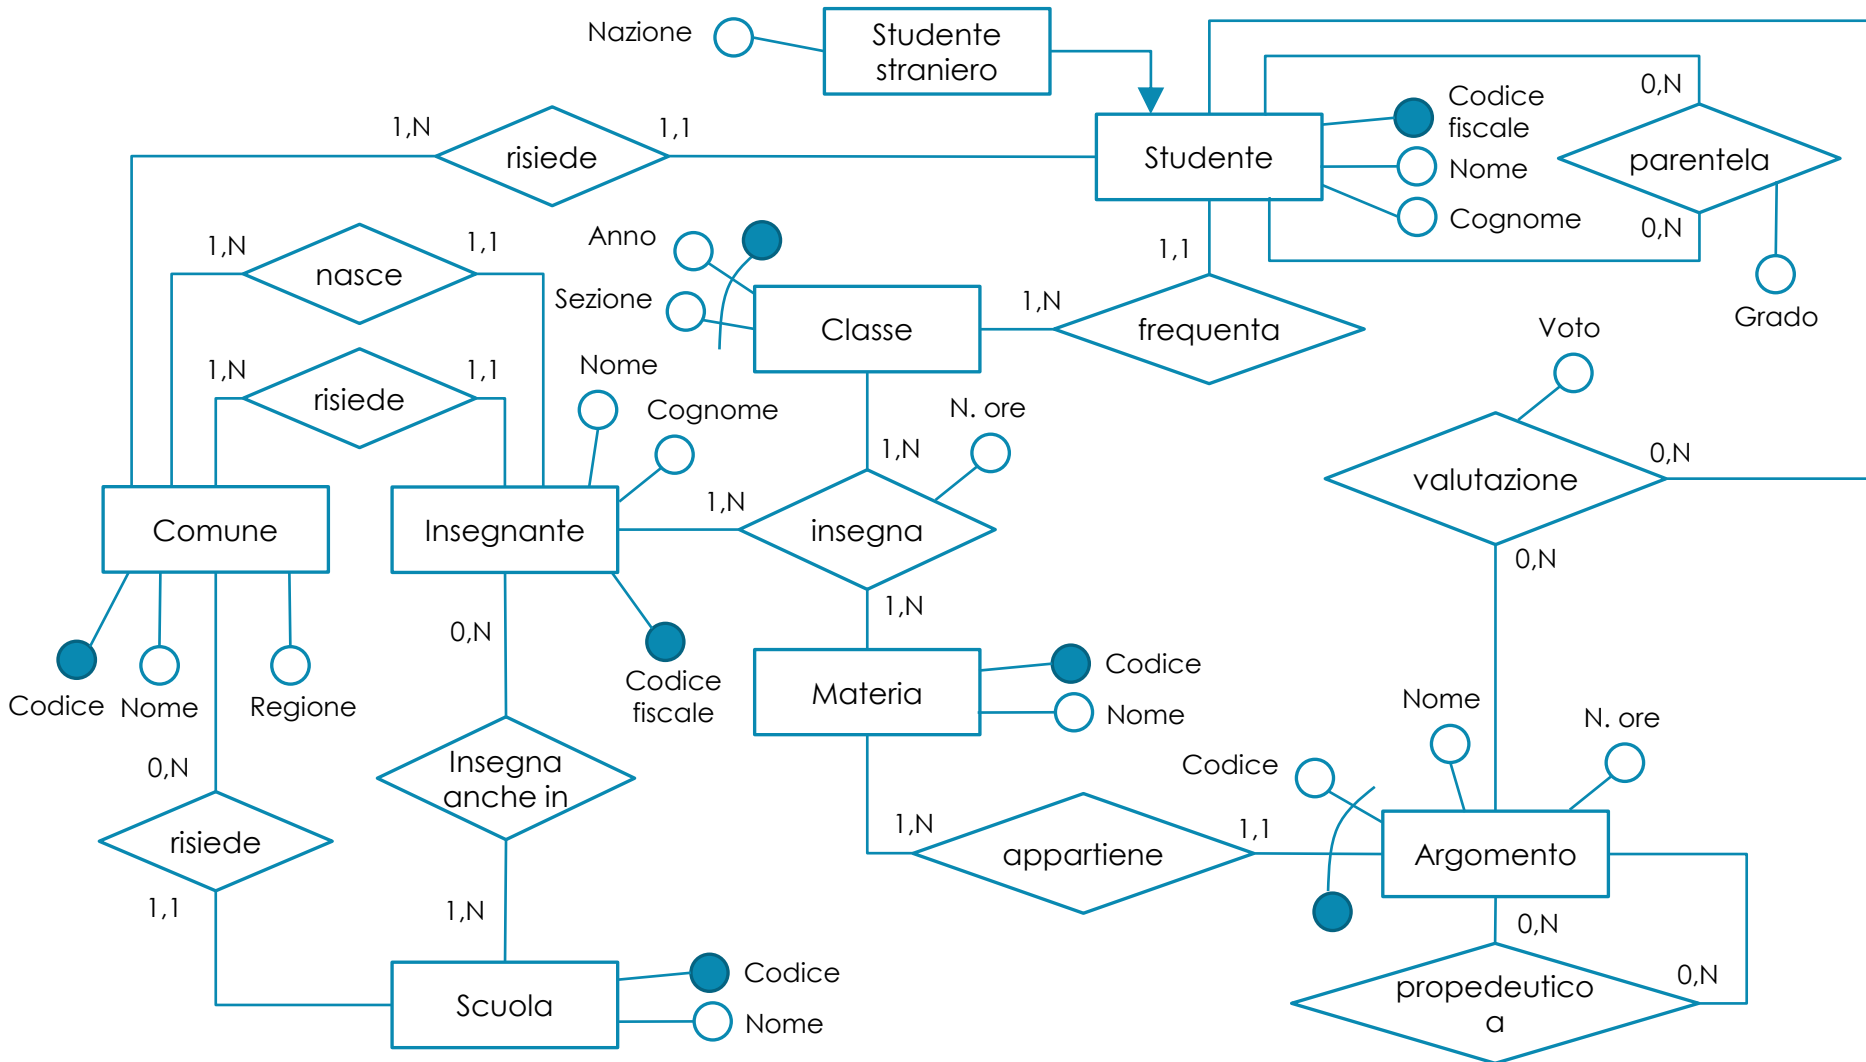 Nazione
Studente
straniero
0,N
Codice
fiscale
1,N
1,1
risiede
Studente
Nome
parentela
Cognome
0,N
Anno
1,N
1,1
nasce
1,1
Sezione
1,N
Classe
frequenta
Grado
Voto
Nome
1,N
1,1
risiede
Cognome
N. ore
1,N
0,N
valutazione
1,N
Comune
Insegnante
insegna
0,N
1,N
0,N
Codice
Nome
Regione
Codice
fiscale
Materia
Codice
Nome
Nome
N. ore
0,N
Insegna
anche in
Codice
1,N
1,1
risiede
appartiene
Argomento
1,1
1,N
0,N
Codice
0,N
propedeutico
a
Scuola
Nome